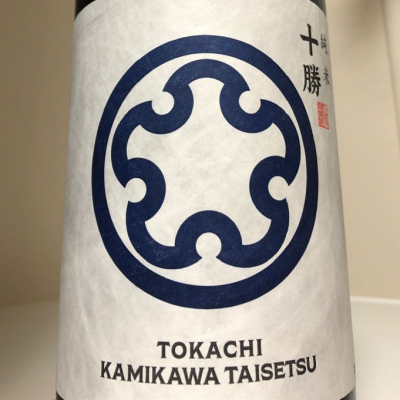 純米
十勝
TOKACHI
KAMIKAWA TAISETSU